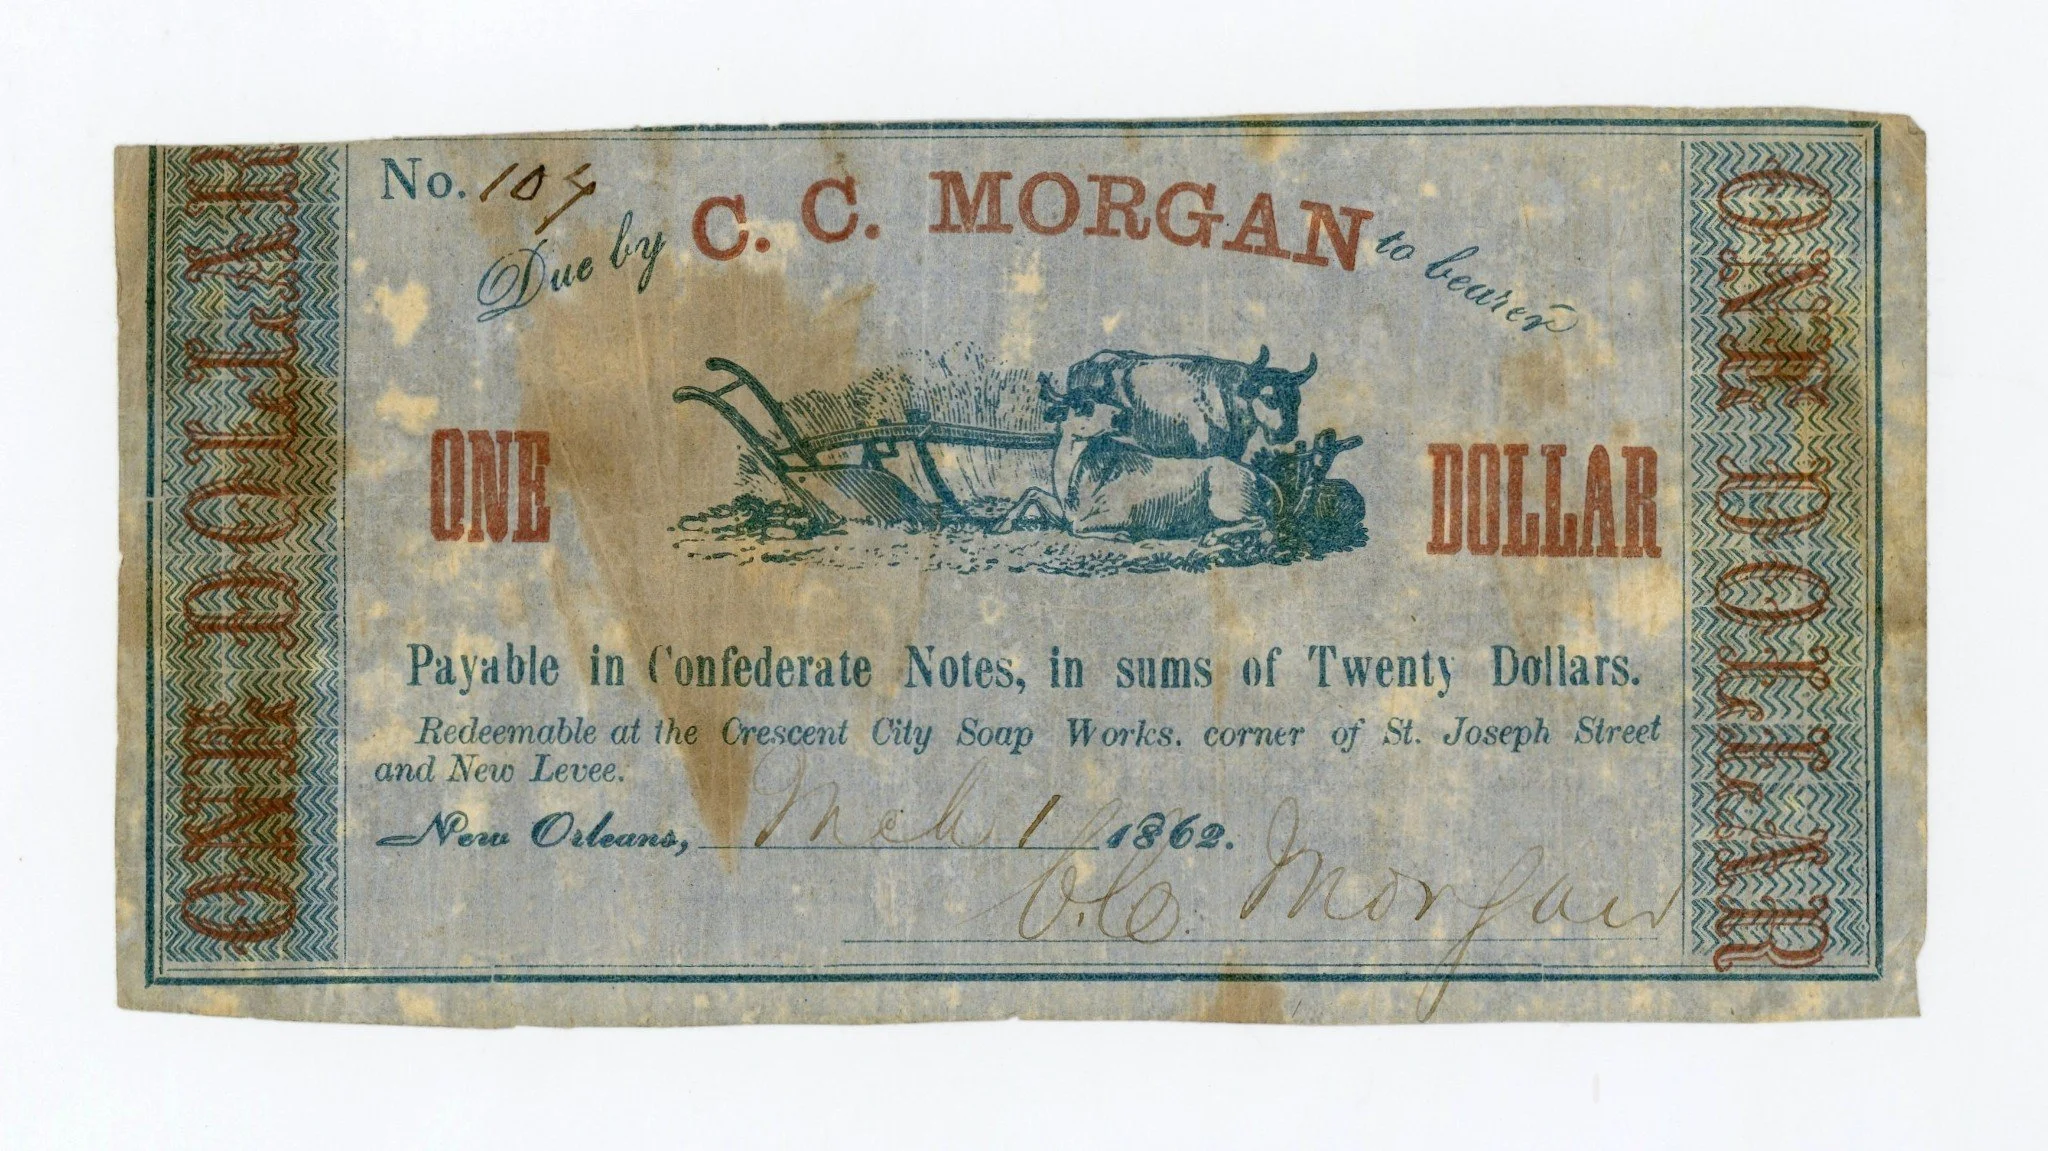 ONE DOLLAR
No. 107
Due by C. C. MORGAN to bearer
ONE DOLLAR
Payable in Confederate Notes, in sums of Twenty Dollars.
Redeemable at the Crescent City Soap Works, corner of St. Joseph Street
and New Levee.
New Orleans, Mch 1 1862.
C. C. Morgan
ONE DOLLAR